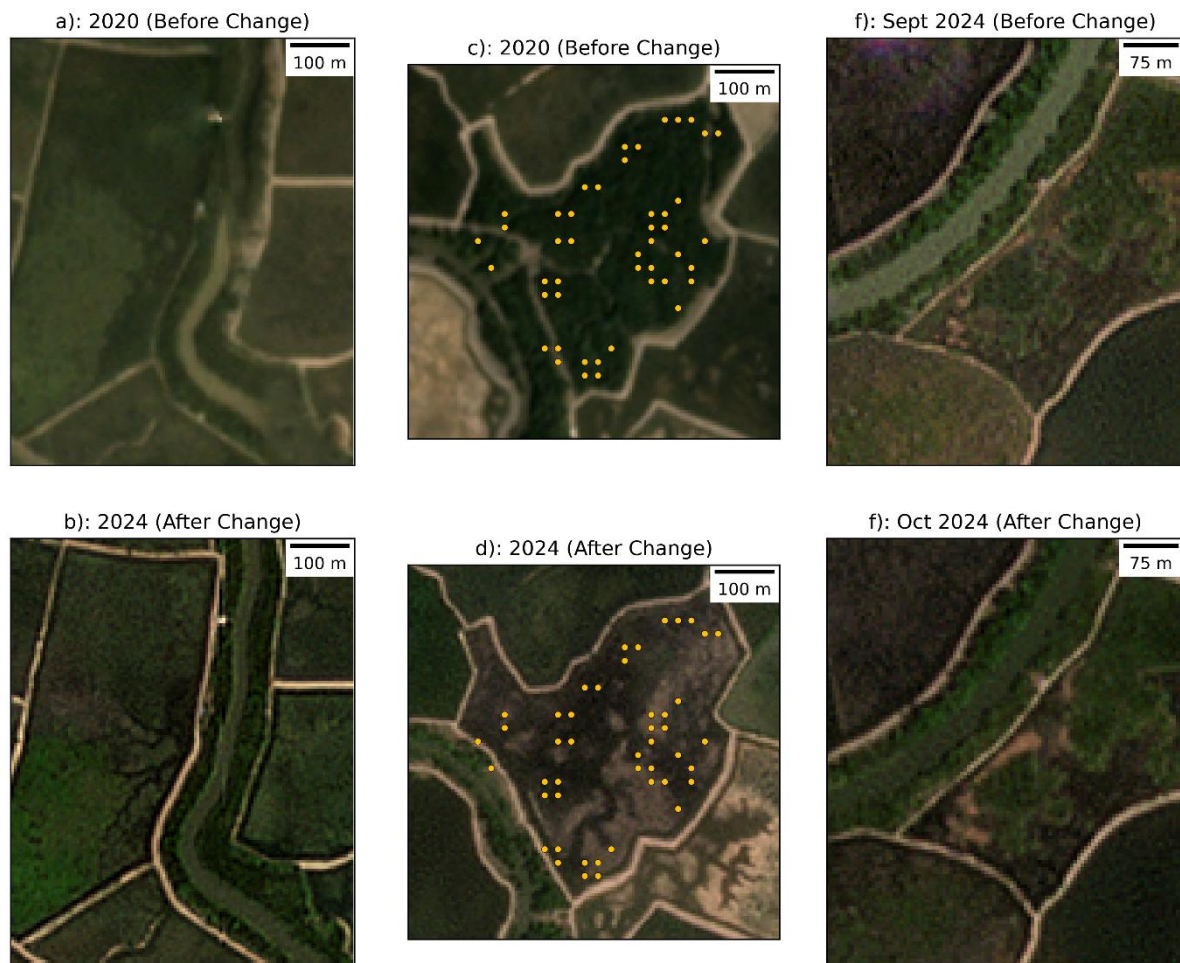 a): 2020 (Before Change)
100 m
c): 2020 (Before Change)
100 m
f): Sept 2024 (Before Change)
75 m
b): 2024 (After Change)
100 m
d): 2024 (After Change)
100 m
f): Oct 2024 (After Change)
75 m